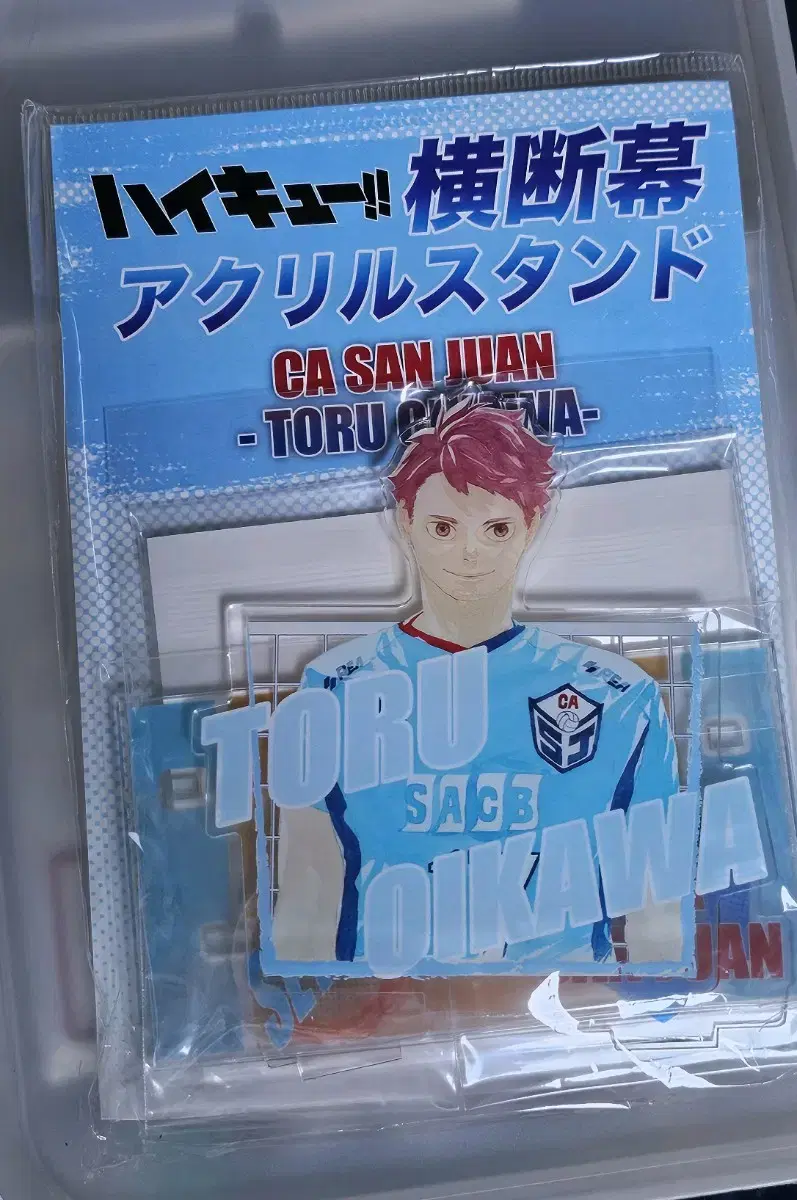 ハイキュー!! 横断幕
アクリルスタンド
CA SAN JUAN
- TORU
CA
SJ
TORU
SACB
OIKAWA